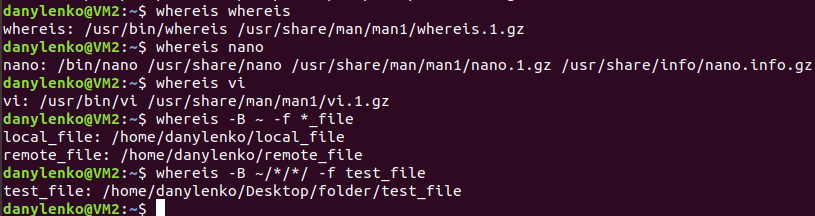 danylenko@VM2:~$ whereis whereis
whereis: /usr/bin/whereis /usr/share/man/man1/whereis.1.gz
danylenko@VM2:~$ whereis nano
nano: /bin/nano /usr/share/nano /usr/share/man/man1/nano.1.gz /usr/share/info/nano.info.gz
danylenko@VM2:~$ whereis vi
vi: /usr/bin/vi /usr/share/man/man1/vi.1.gz
danylenko@VM2:~$ whereis -B ~ -f *_file
local_file: /home/danylenko/local_file
remote_file: /home/danylenko/remote_file
danylenko@VM2:~$ whereis -B ~/*/*/ -f test_file
test_file: /home/danylenko/Desktop/folder/test_file
danylenko@VM2:~$